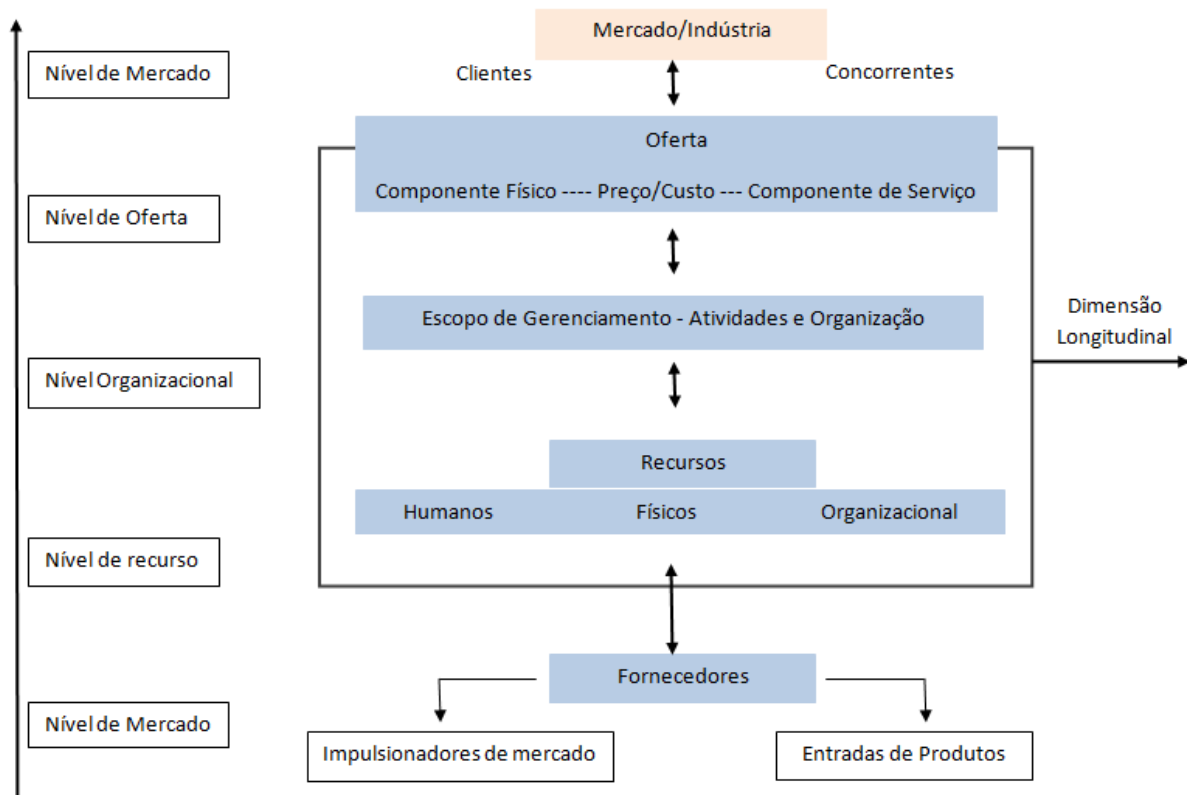 Mercado/Indústria
Nível de Mercado
Clientes
Concorrentes
Oferta
Componente Físico ---- Preço/Custo --- Componente de Serviço
Nível de Oferta
Escopo de Gerenciamento - Atividades e Organização
Dimensão
Longitudinal
Nível Organizacional
Recursos
Humanos
Físicos
Organizacional
Nível de recurso
Fornecedores
Nível de Mercado
Impulsionadores de mercado
Entradas de Produtos